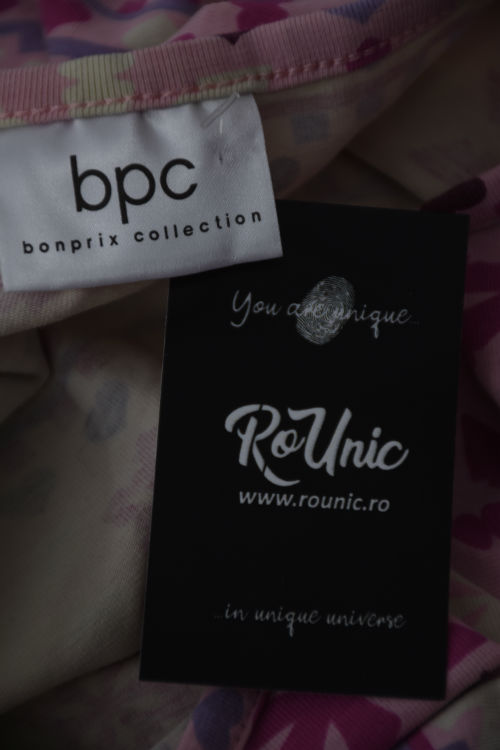 bpc
bonprix collection
You are unique...
RoUnic
www.rounic.ro
...in unique universe